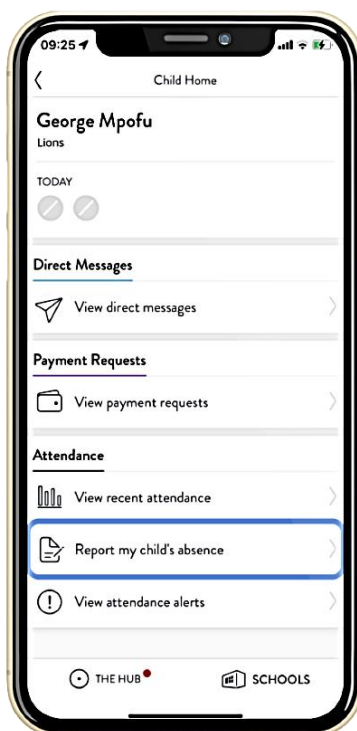 09:25
Child Home
George Mpofu
Lions
TODAY
Direct Messages
View direct messages
Payment Requests
View payment requests
Attendance
View recent attendance
Report my child's absence
View attendance alerts
THE HUB
SCHOOLS